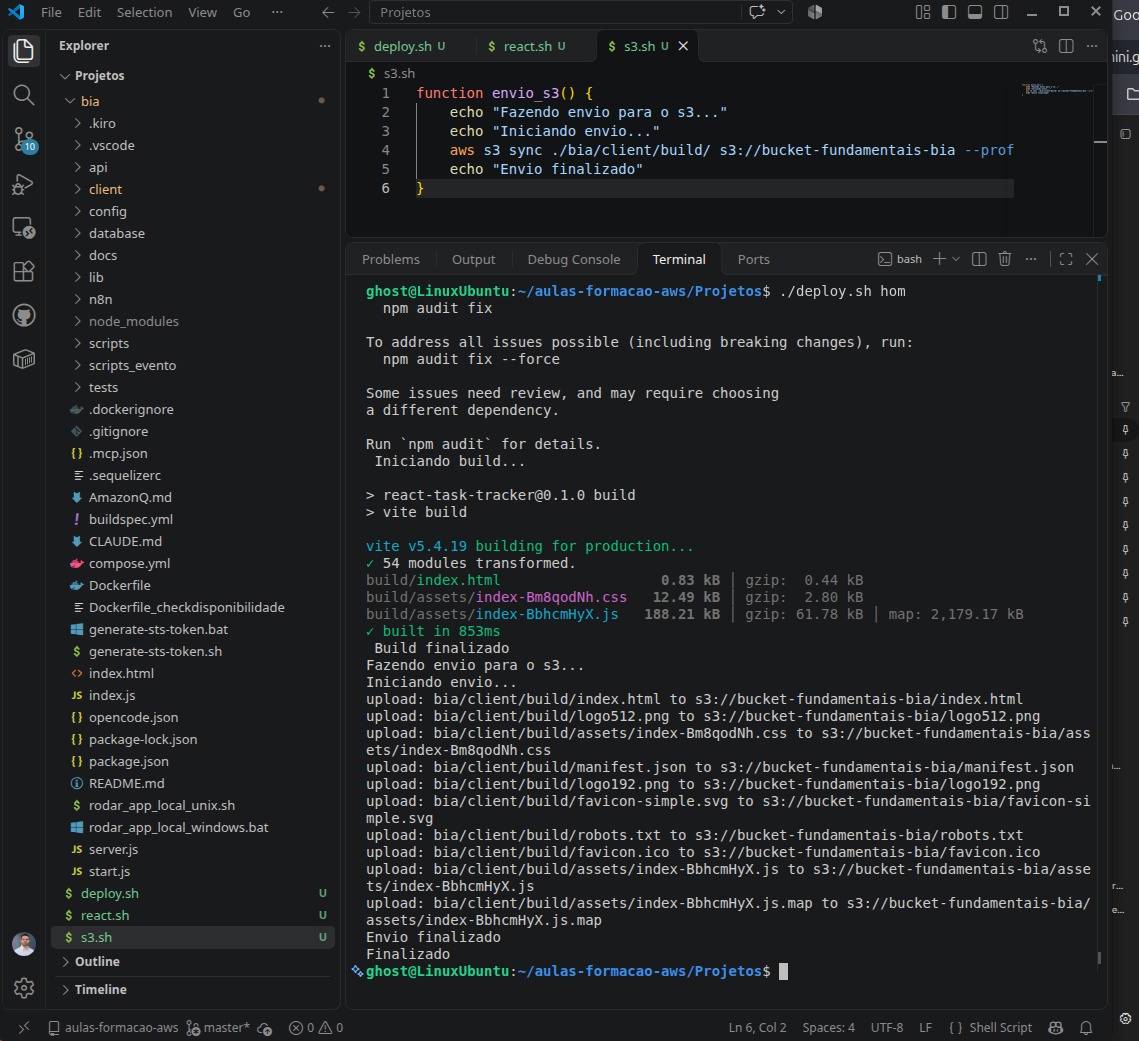 File Edit Selection View Go ··· Projetos
Goo
ini.g
Explorer
Projetos
bia
.kiro
.vscode
api
client
config
database
docs
lib
n8n
node_modules
scripts
scripts_evento
tests
.dockerignore
.gitignore
.mcp.json
.sequelizerc
AmazonQ.md
buildspec.yml
CLAUDE.md
compose.yml
Dockerfile
Dockerfile_checkdisponibilidade
generate-sts-token.bat
generate-sts-token.sh
index.html
index.js
opencode.json
package-lock.json
package.json
README.md
rodar_app_local_unix.sh
rodar_app_local_windows.bat
server.js
start.js
deploy.sh U
react.sh U
s3.sh U
Outline
Timeline
10
$ deploy.sh U $ react.sh U $ s3.sh U
$ s3.sh
1 function envio_s3() {
2 echo "Fazendo envio para o s3..."
3 echo "Iniciando envio..."
4 aws s3 sync ./bia/client/build/ s3://bucket-fundamentais-bia --prof
5 echo "Envio finalizado"
6 }
Problems Output Debug Console Terminal Ports bash
ghost@LinuxUbuntu:~/aulas-formacao-aws/Projetos$ ./deploy.sh hom
npm audit fix
To address all issues possible (including breaking changes), run:
npm audit fix --force
Some issues need review, and may require choosing
a different dependency.
Run `npm audit` for details.
Iniciando build...
> react-task-tracker@0.1.0 build
> vite build
vite v5.4.19 building for production...
✓ 54 modules transformed.
build/index.html 0.83 kB │ gzip: 0.44 kB
build/assets/index-Bm8qodNh.css 12.49 kB │ gzip: 2.80 kB
build/assets/index-BbhcmHyX.js 188.21 kB │ gzip: 61.78 kB │ map: 2,179.17 kB
✓ built in 853ms
Build finalizado
Fazendo envio para o s3...
Iniciando envio...
upload: bia/client/build/index.html to s3://bucket-fundamentais-bia/index.html
upload: bia/client/build/logo512.png to s3://bucket-fundamentais-bia/logo512.png
upload: bia/client/build/assets/index-Bm8qodNh.css to s3://bucket-fundamentais-bia/ass
ets/index-Bm8qodNh.css
upload: bia/client/build/manifest.json to s3://bucket-fundamentais-bia/manifest.json
upload: bia/client/build/logo192.png to s3://bucket-fundamentais-bia/logo192.png
upload: bia/client/build/favicon-simple.svg to s3://bucket-fundamentais-bia/favicon-si
mple.svg
upload: bia/client/build/robots.txt to s3://bucket-fundamentais-bia/robots.txt
upload: bia/client/build/favicon.ico to s3://bucket-fundamentais-bia/favicon.ico
upload: bia/client/build/assets/index-BbhcmHyX.js to s3://bucket-fundamentais-bia/asse
ts/index-BbhcmHyX.js
upload: bia/client/build/assets/index-BbhcmHyX.js.map to s3://bucket-fundamentais-bia/
assets/index-BbhcmHyX.js.map
Envio finalizado
Finalizado
ghost@LinuxUbuntu:~/aulas-formacao-aws/Projetos$
aulas-formacao-aws master* 0 0 Ln 6, Col 2 Spaces: 4 UTF-8 LF { } Shell Script